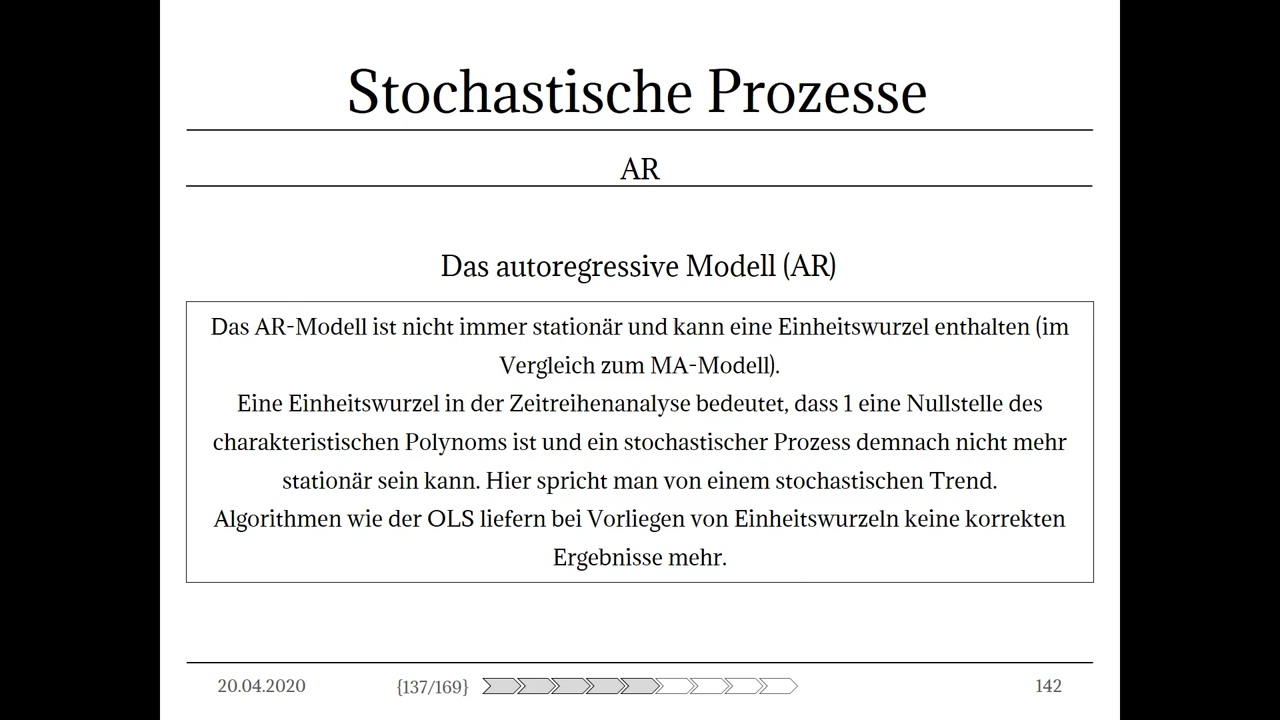 Stochastische Prozesse
AR
Das autoregressive Modell (AR)
Das AR-Modell ist nicht immer stationär und kann eine Einheitswurzel enthalten (im
Vergleich zum MA-Modell).
Eine Einheitswurzel in der Zeitreihenanalyse bedeutet, dass 1 eine Nullstelle des
charakteristischen Polynoms ist und ein stochastischer Prozess demnach nicht mehr
stationär sein kann. Hier spricht man von einem stochastischen Trend.
Algorithmen wie der OLS liefern bei Vorliegen von Einheitswurzeln keine korrekten
Ergebnisse mehr.
20.04.2020 {137/169} 142